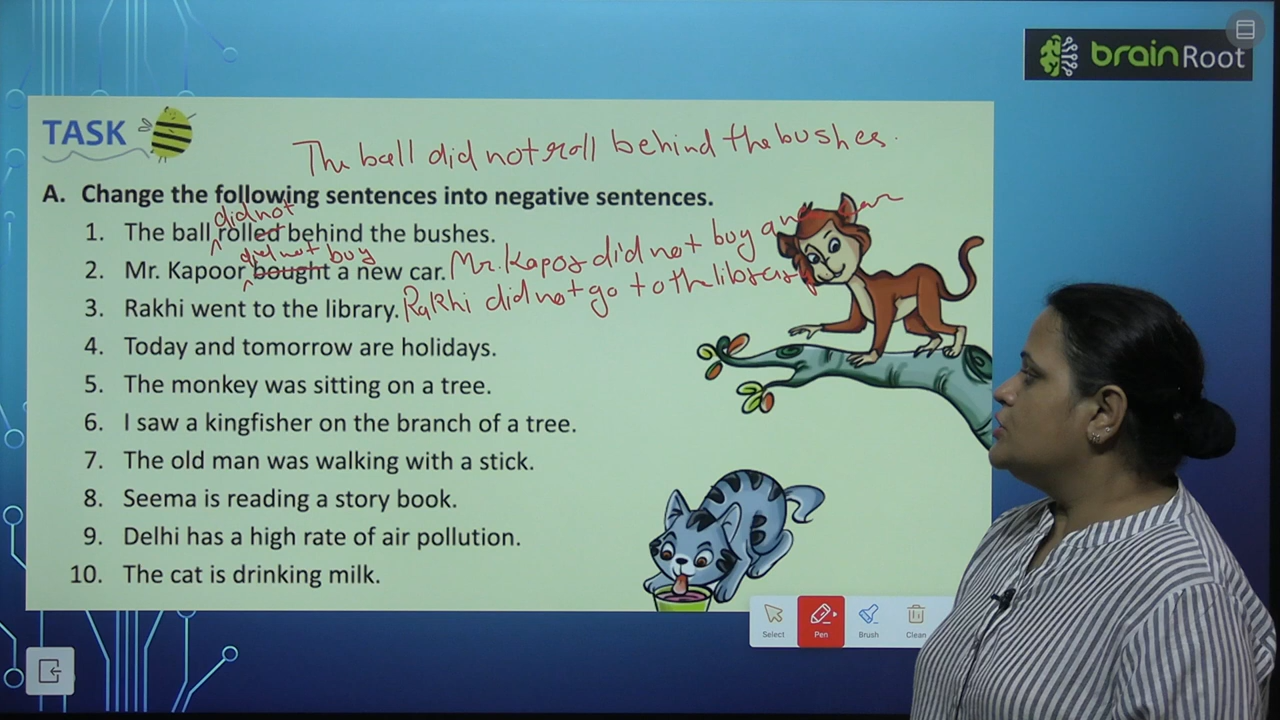 brainRoot
TASK
The ball did not roll behind the bushes.
A. Change the following sentences into negative sentences.
did not
1. The ball rolled behind the bushes.
did not buy
2. Mr. Kapoor bought a new car. Mr. Kapoor did not buy a new car
3. Rakhi went to the library. Rakhi did not go to the library
4. Today and tomorrow are holidays.
5. The monkey was sitting on a tree.
6. I saw a kingfisher on the branch of a tree.
7. The old man was walking with a stick.
8. Seema is reading a story book.
9. Delhi has a high rate of air pollution.
10. The cat is drinking milk.
Select Pen Brush Clean